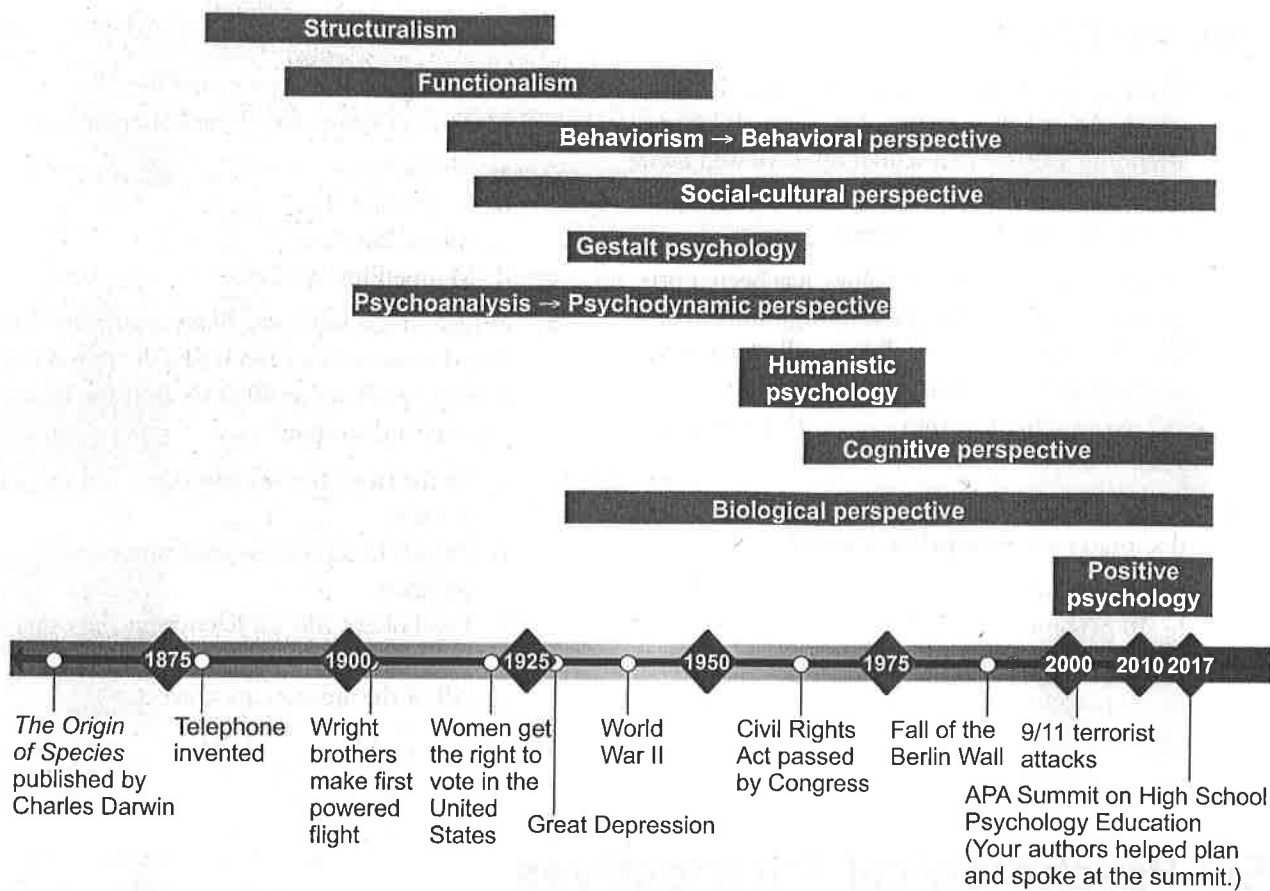 Structuralism
Functionalism
Behaviorism → Behavioral perspective
Social-cultural perspective
Gestalt psychology
Psychoanalysis → Psychodynamic perspective
Humanistic
psychology
Cognitive perspective
Biological perspective
Positive
psychology
1875
1900
1925
1950
1975
2000
2010
2017
The Origin
of Species
published by
Charles Darwin
Telephone
invented
Wright
brothers
make first
powered
flight
Women get
the right to
vote in the
United
States
Great Depression
World
War II
Civil Rights
Act passed
by Congress
Fall of the
Berlin Wall
9/11 terrorist
attacks
APA Summit on High School
Psychology Education
(Your authors helped plan
and spoke at the summit.)